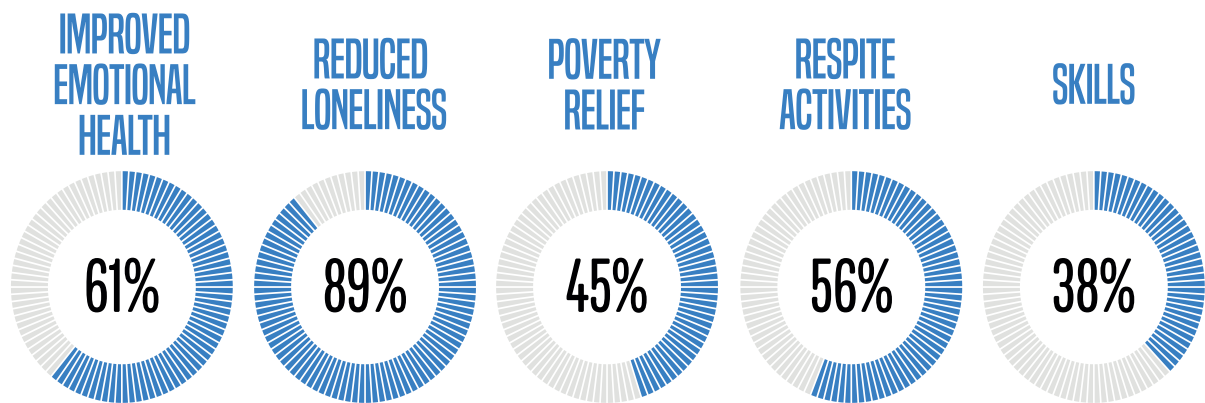 IMPROVED
EMOTIONAL
HEALTH
61%
REDUCED
LONELINESS
89%
POVERTY
RELIEF
45%
RESPITE
ACTIVITIES
56%
SKILLS
38%